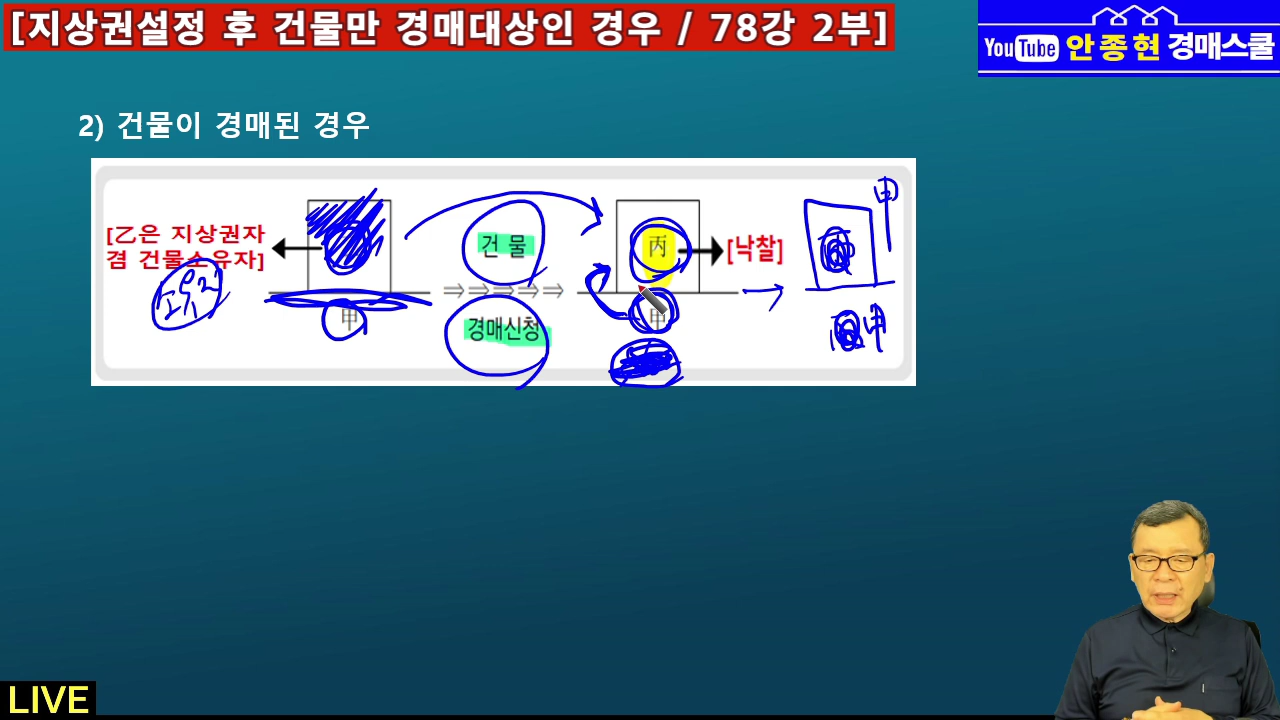 [지상권설정 후 건물만 경매대상인 경우 / 78강 2부]
YouTube 안종현 경매스쿨
2) 건물이 경매된 경우
[乙은 지상권자
겸 건물소유자]
건 물
丙
[낙찰]
⇒⇒⇒⇒⇒
甲
경매신청
甲
甲
LIVE